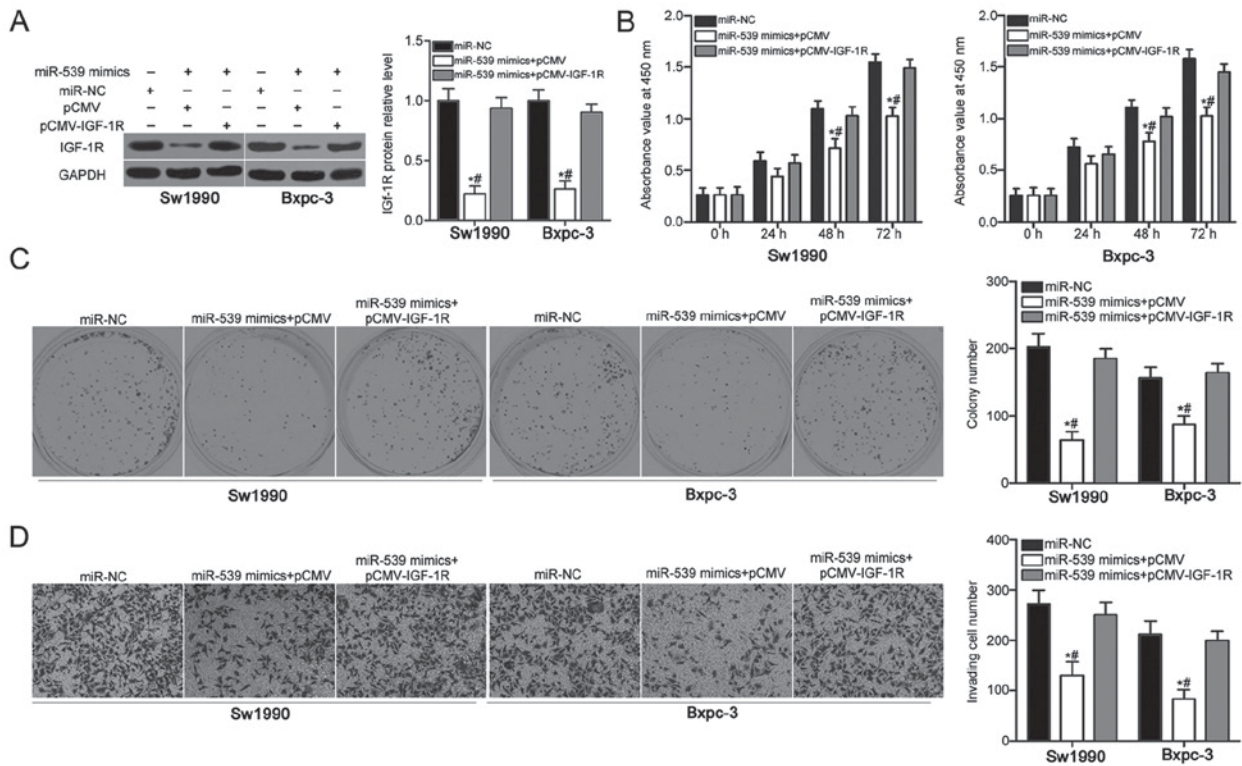 A
miR-539 mimics – + + – + +
miR-NC + – – + – –
pCMV – + – – + –
pCMV-IGF-1R – – + – – +
IGF-1R
GAPDH
Sw1990 Bxpc-3
IGf-1R protein relative level
1.5
1.0
0.5
0.0
miR-NC
miR-539 mimics+pCMV
miR-539 mimics+pCMV-IGF-1R
*# *#
Sw1990 Bxpc-3
B
Absorbance value at 450 nm
2.0
1.5
1.0
0.5
0.0
miR-NC
miR-539 mimics+pCMV
miR-539 mimics+pCMV-IGF-1R
*# *#
0 h 24 h 48 h 72 h
Sw1990
Absorbance value at 450 nm
2.0
1.5
1.0
0.5
0.0
miR-NC
miR-539 mimics+pCMV
miR-539 mimics+pCMV-IGF-1R
*# *#
0 h 24 h 48 h 72 h
Bxpc-3
C
miR-NC miR-539 mimics+pCMV miR-539 mimics+ pCMV-IGF-1R miR-NC miR-539 mimics+pCMV miR-539 mimics+ pCMV-IGF-1R
Sw1990 Bxpc-3
Colony number
300
200
100
0
miR-NC
miR-539 mimics+pCMV
miR-539 mimics+pCMV-IGF-1R
*# *#
Sw1990 Bxpc-3
D
miR-NC miR-539 mimics+pCMV miR-539 mimics+ pCMV-IGF-1R miR-NC miR-539 mimics+pCMV miR-539 mimics+ pCMV-IGF-1R
Sw1990 Bxpc-3
Invading cell number
400
300
200
100
0
miR-NC
miR-539 mimics+pCMV
miR-539 mimics+pCMV-IGF-1R
*# *#
Sw1990 Bxpc-3